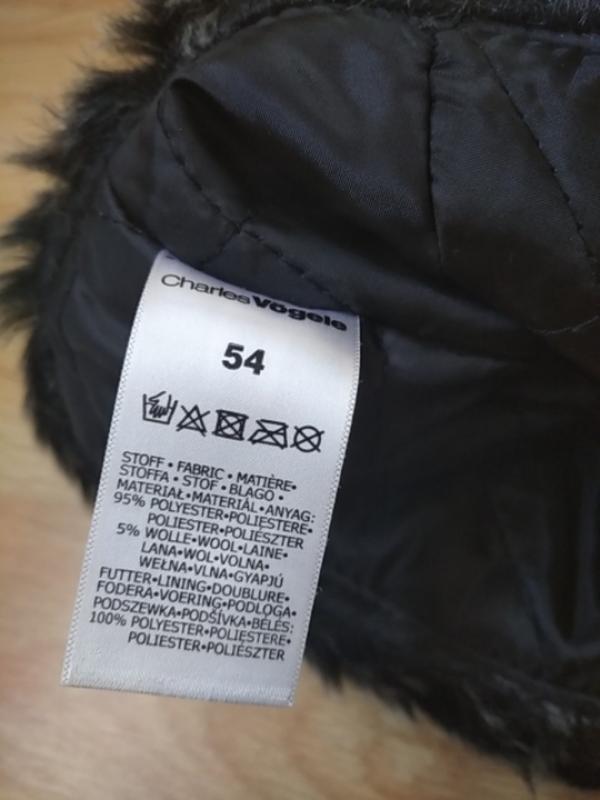 Charles Vögele
54
STOFF • FABRIC • MATIÈRE•
STOFFA • STOF • BLAGO •
MATERIAŁ•MATERIÁL•ANYAG:
95% POLYESTER•POLIESTERE•
POLIESTER•POLIÉSZTER
5% WOLLE•WOOL•LAINE•
LANA•WOL•VOLNA•
WEŁNA•VLNA•GYAPJÚ
FUTTER•LINING•DOUBLURE•
FODERA•VOERING•PODLOGA•
PODSZEWKA•PODŠÍVKA•BÉLÉS:
100% POLYESTER•POLIESTERE•
POLIESTER•POLIÉSZTER